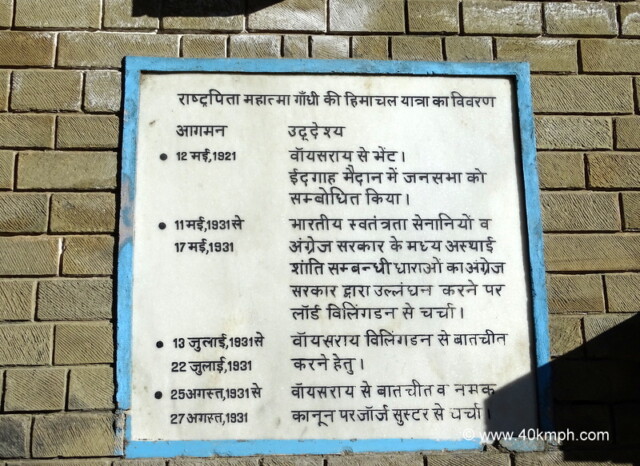 राष्ट्रपिता महात्मा गाँधी की हिमाचल यात्रा का विवरण
आगमन उद्देश्य
• 12 मई,1921 वॉयसराय से भेंट।
ईदगाह मैदान में जनसभा को
सम्बोधित किया।
• 11 मई,1931 से भारतीय स्वतंत्रता सेनानियों व
17 मई,1931 अंग्रेज सरकार के मध्य अस्थाई
शांति सम्बन्धी धाराओं का अंग्रेज
सरकार द्वारा उल्लंघन करने पर
लॉर्ड विलिंगडन से चर्चा।
• 13 जुलाई,1931 से वॉयसराय विलिंगडन से बातचीन
22 जुलाई,1931 करने हेतु।
• 25 अगस्त,1931 से वॉयसराय से बातचीत व नमक
27 अगस्त,1931 कानून पर जॉर्ज सुस्टर से चर्चा।
© www.40kmph.com